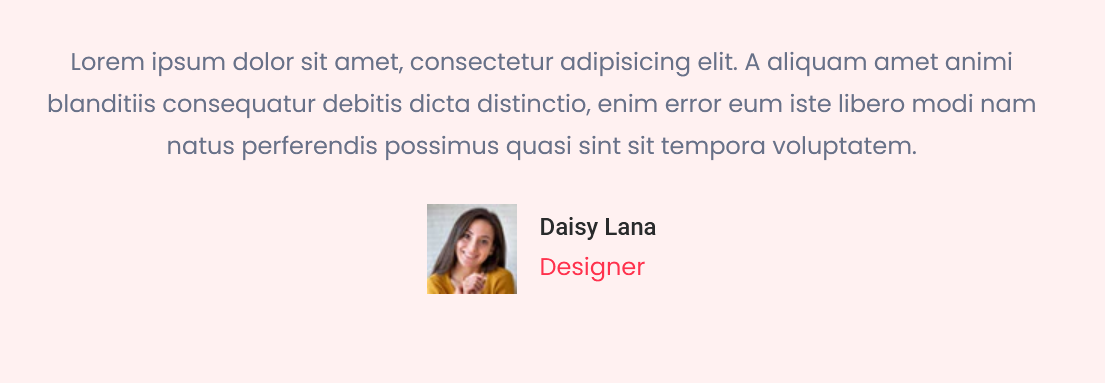 Lorem ipsum dolor sit amet, consectetur adipisicing elit. A aliquam amet animi
blanditiis consequatur debitis dicta distinctio, enim error eum iste libero modi nam
natus perferendis possimus quasi sint sit tempora voluptatem.
Daisy Lana
Designer